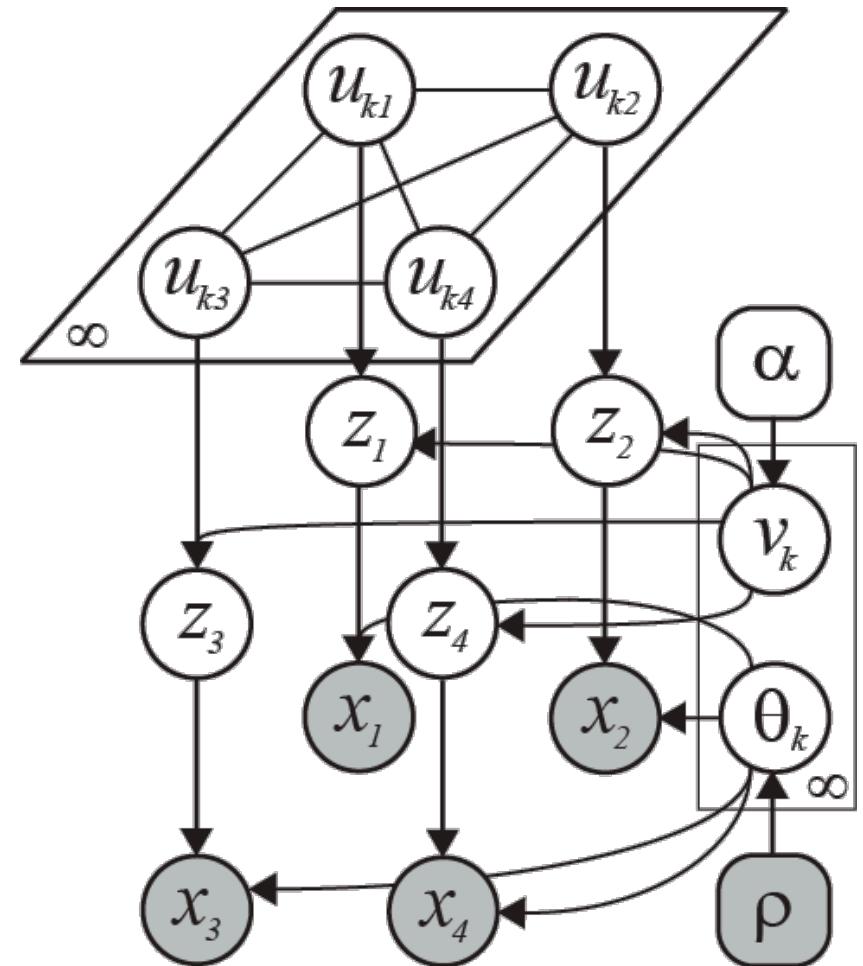 u_k1 u_k2
u_k3 u_k4
∞
α
z_1 z_2
v_k
z_3 z_4
x_1 x_2 θ_k
∞
x_3 x_4 ρ